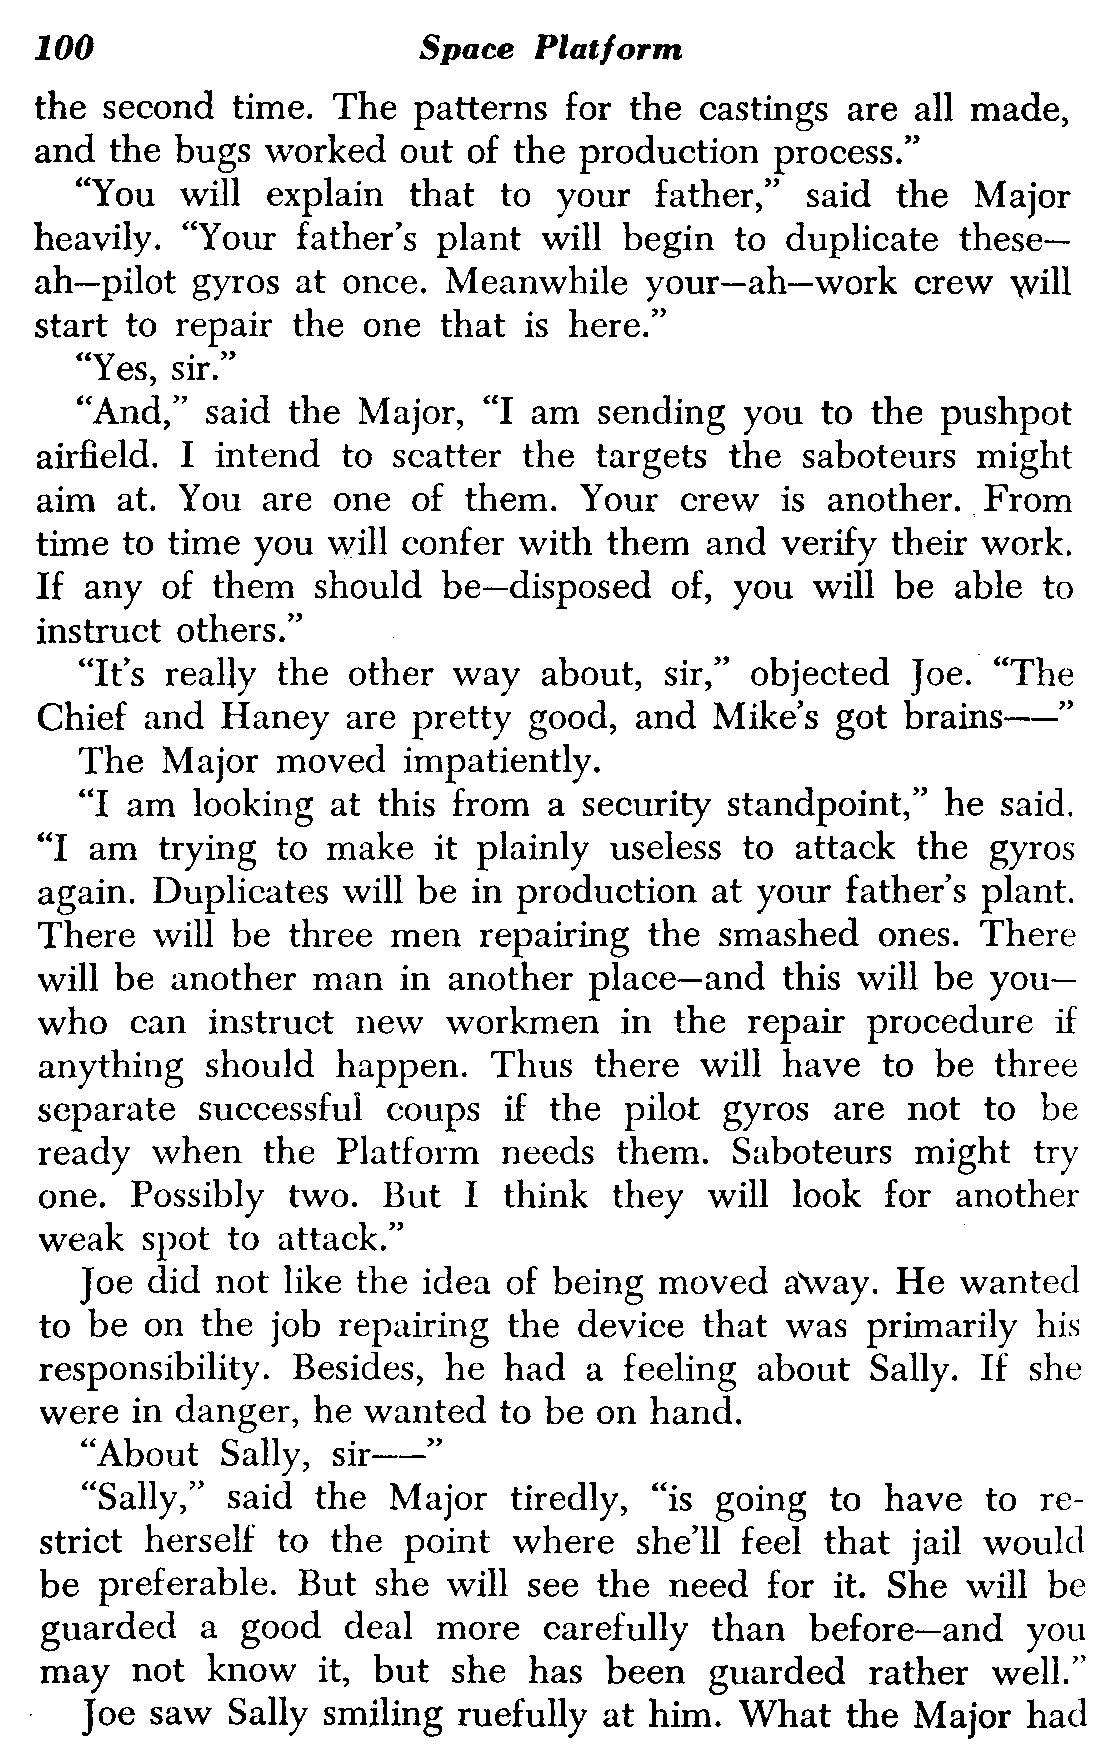 100 Space Platform
the second time. The patterns for the castings are all made,
and the bugs worked out of the production process.”
“You will explain that to your father,” said the Major
heavily. “Your father’s plant will begin to duplicate these—
ah—pilot gyros at once. Meanwhile your—ah—work crew will
start to repair the one that is here.”
“Yes, sir.”
“And,” said the Major, “I am sending you to the pushpot
airfield. I intend to scatter the targets the saboteurs might
aim at. You are one of them. Your crew is another. From
time to time you will confer with them and verify their work.
If any of them should be—disposed of, you will be able to
instruct others.”
“It’s really the other way about, sir,” objected Joe. “The
Chief and Haney are pretty good, and Mike’s got brains——”
The Major moved impatiently.
“I am looking at this from a security standpoint,” he said.
“I am trying to make it plainly useless to attack the gyros
again. Duplicates will be in production at your father’s plant.
There will be three men repairing the smashed ones. There
will be another man in another place—and this will be you—
who can instruct new workmen in the repair procedure if
anything should happen. Thus there will have to be three
separate successful coups if the pilot gyros are not to be
ready when the Platform needs them. Saboteurs might try
one. Possibly two. But I think they will look for another
weak spot to attack.”
Joe did not like the idea of being moved away. He wanted
to be on the job repairing the device that was primarily his
responsibility. Besides, he had a feeling about Sally. If she
were in danger, he wanted to be on hand.
“About Sally, sir——”
“Sally,” said the Major tiredly, “is going to have to re-
strict herself to the point where she’ll feel that jail would
be preferable. But she will see the need for it. She will be
guarded a good deal more carefully than before—and you
may not know it, but she has been guarded rather well.”
Joe saw Sally smiling ruefully at him. What the Major had